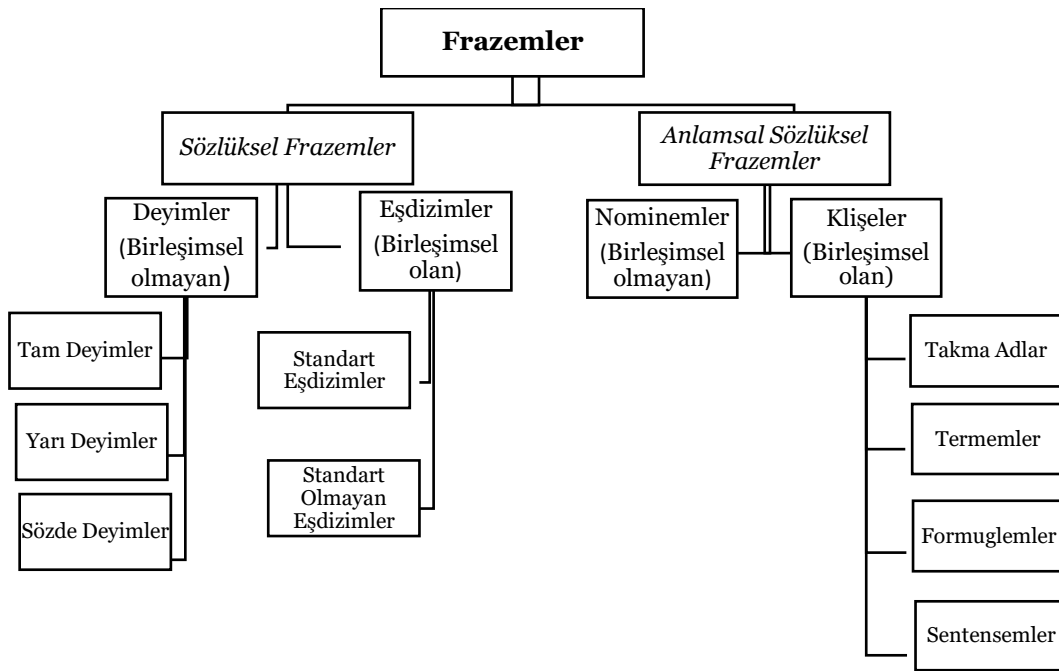 Frazemler
Sözlüksel Frazemler
Anlamsal Sözlüksel
Frazemler
Deyimler
(Birleşimsel
olmayan)
Eşdizimler
(Birleşimsel
olan)
Nominemler
(Birleşimsel
olmayan)
Klişeler
(Birleşimsel
olan)
Tam Deyimler
Yarı Deyimler
Sözde Deyimler
Standart
Eşdizimler
Standart
Olmayan
Eşdizimler
Takma Adlar
Termemler
Formuglemler
Sentensemler